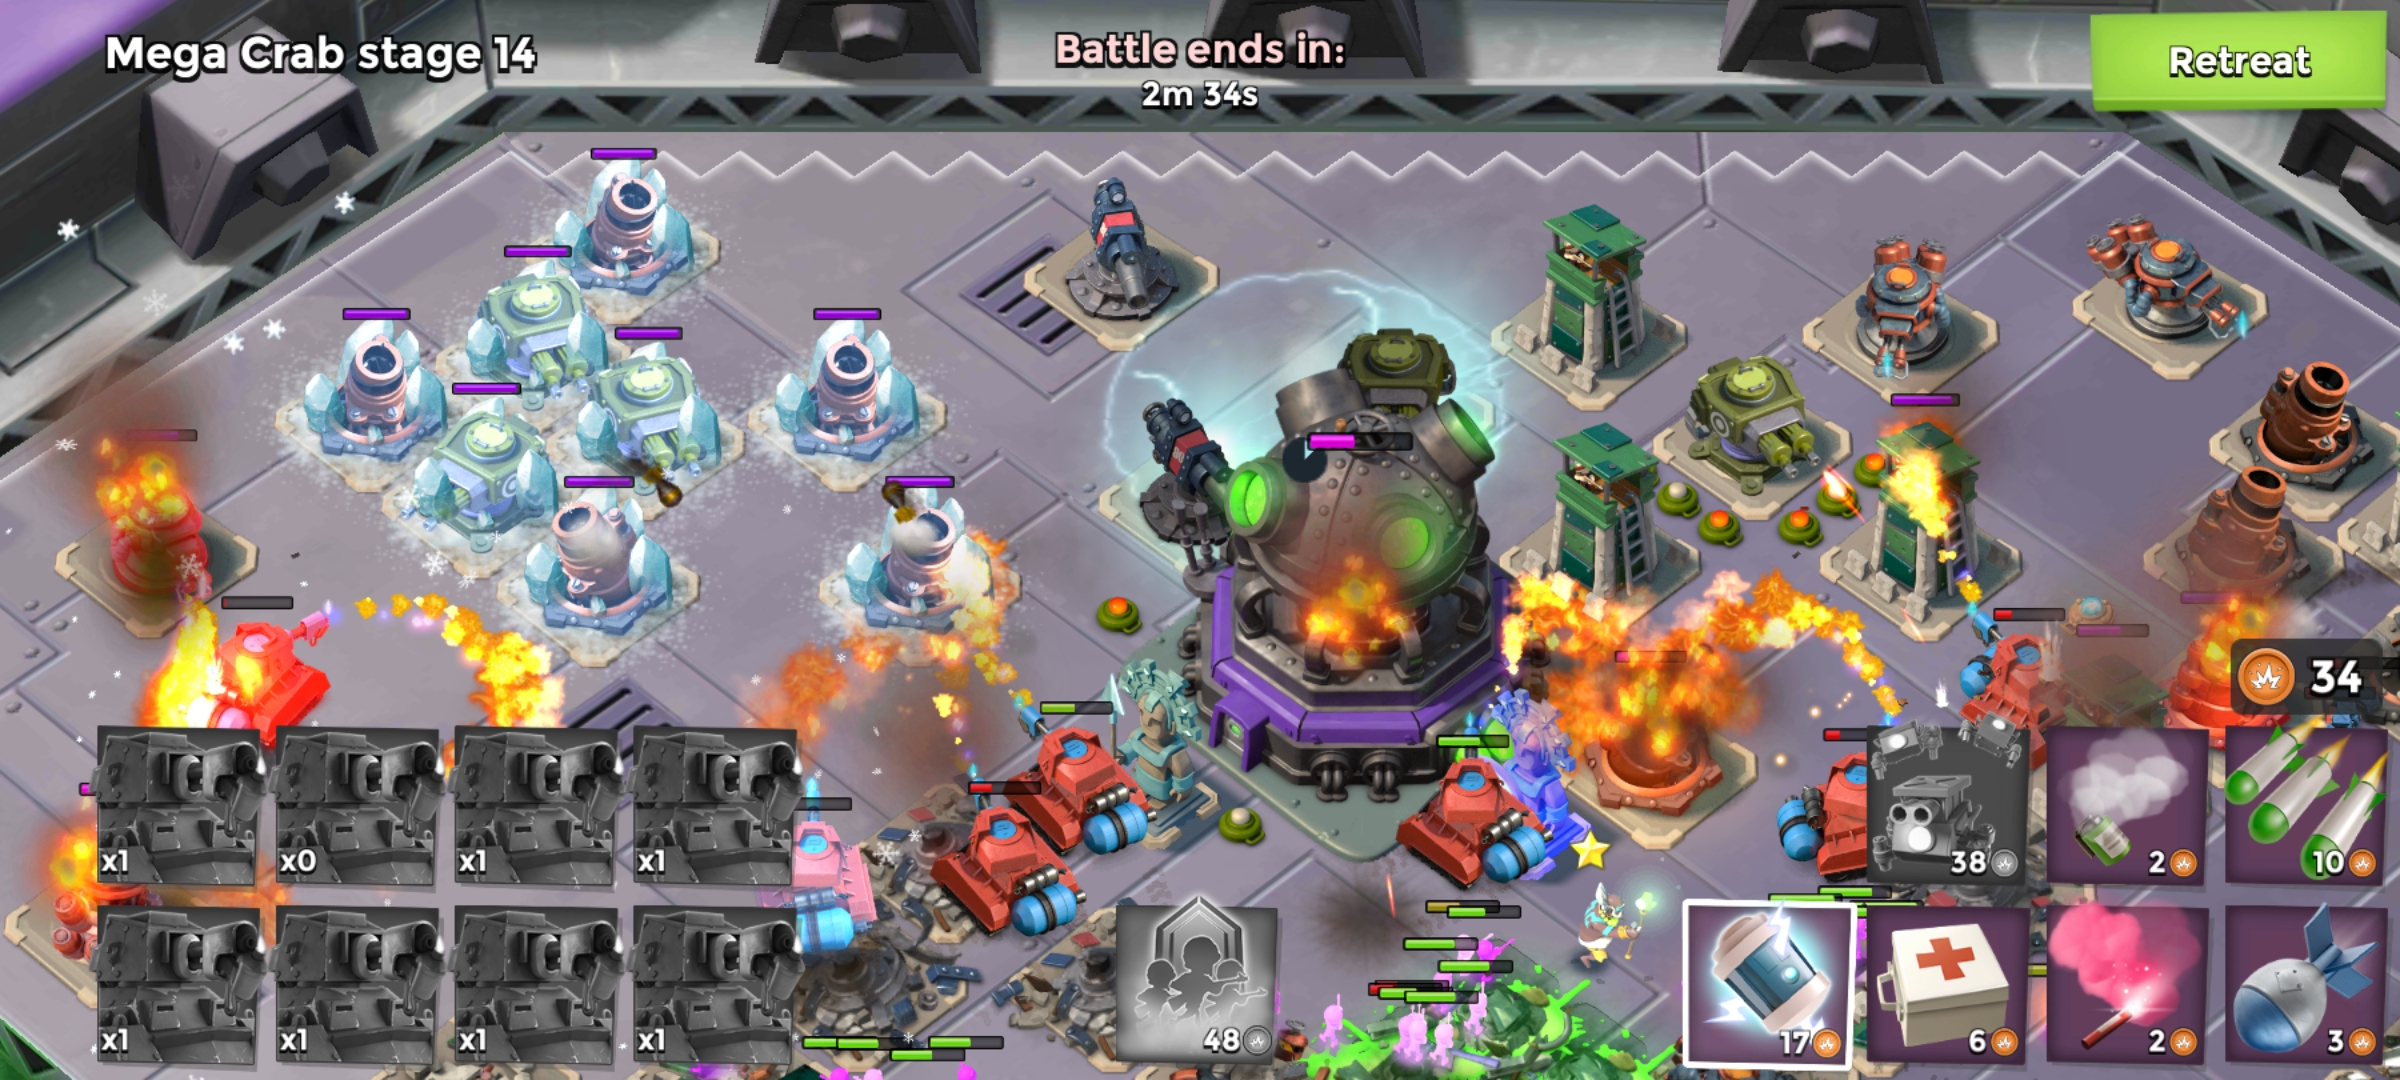 Mega Crab stage 14
Battle ends in:
2m 34s
Retreat
34
x1
x0
x1
x1
38
2
10
x1
x1
x1
x1
48
17
6
2
3